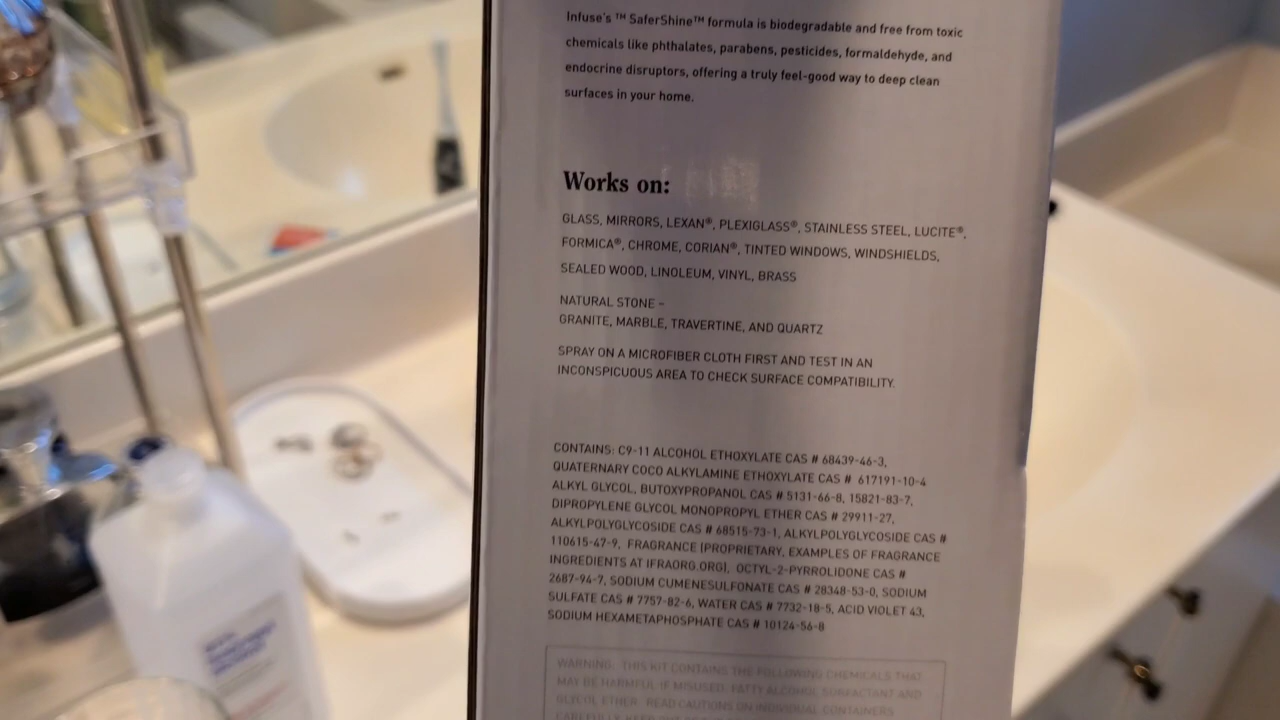 Infuse's ™ SaferShine™ formula is biodegradable and free from toxic
chemicals like phthalates, parabens, pesticides, formaldehyde, and
endocrine disruptors, offering a truly feel-good way to deep clean
surfaces in your home.
Works on:
GLASS, MIRRORS, LEXAN®, PLEXIGLASS®, STAINLESS STEEL, LUCITE®,
FORMICA®, CHROME, CORIAN®, TINTED WINDOWS, WINDSHIELDS,
SEALED WOOD, LINOLEUM, VINYL, BRASS
NATURAL STONE –
GRANITE, MARBLE, TRAVERTINE, AND QUARTZ
SPRAY ON A MICROFIBER CLOTH FIRST AND TEST IN AN
INCONSPICUOUS AREA TO CHECK SURFACE COMPATIBILITY.
CONTAINS: C9-11 ALCOHOL ETHOXYLATE CAS # 68439-46-3,
QUATERNARY COCO ALKYLAMINE ETHOXYLATE CAS # 617191-10-4
ALKYL GLYCOL, BUTOXYPROPANOL CAS # 5131-66-8, 15821-83-7,
DIPROPYLENE GLYCOL MONOPROPYL ETHER CAS # 29911-27,
ALKYLPOLYGLYCOSIDE CAS # 68515-73-1, ALKYLPOLYGLYCOSIDE CAS #
110615-47-9, FRAGRANCE (PROPRIETARY, EXAMPLES OF FRAGRANCE
INGREDIENTS AT IFRAORG.ORG), OCTYL-2-PYRROLIDONE CAS #
2687-94-7, SODIUM CUMENESULFONATE CAS # 28348-53-0, SODIUM
SULFATE CAS # 7757-82-6, WATER CAS # 7732-18-5, ACID VIOLET 43,
SODIUM HEXAMETAPHOSPHATE CAS # 10124-56-8
WARNING: THIS KIT CONTAINS THE FOLLOWING CHEMICALS THAT
MAY BE HARMFUL IF MISUSED: FATTY ALCOHOL SURFACTANT AND
GLYCOL ETHER. READ CAUTIONS ON INDIVIDUAL CONTAINERS